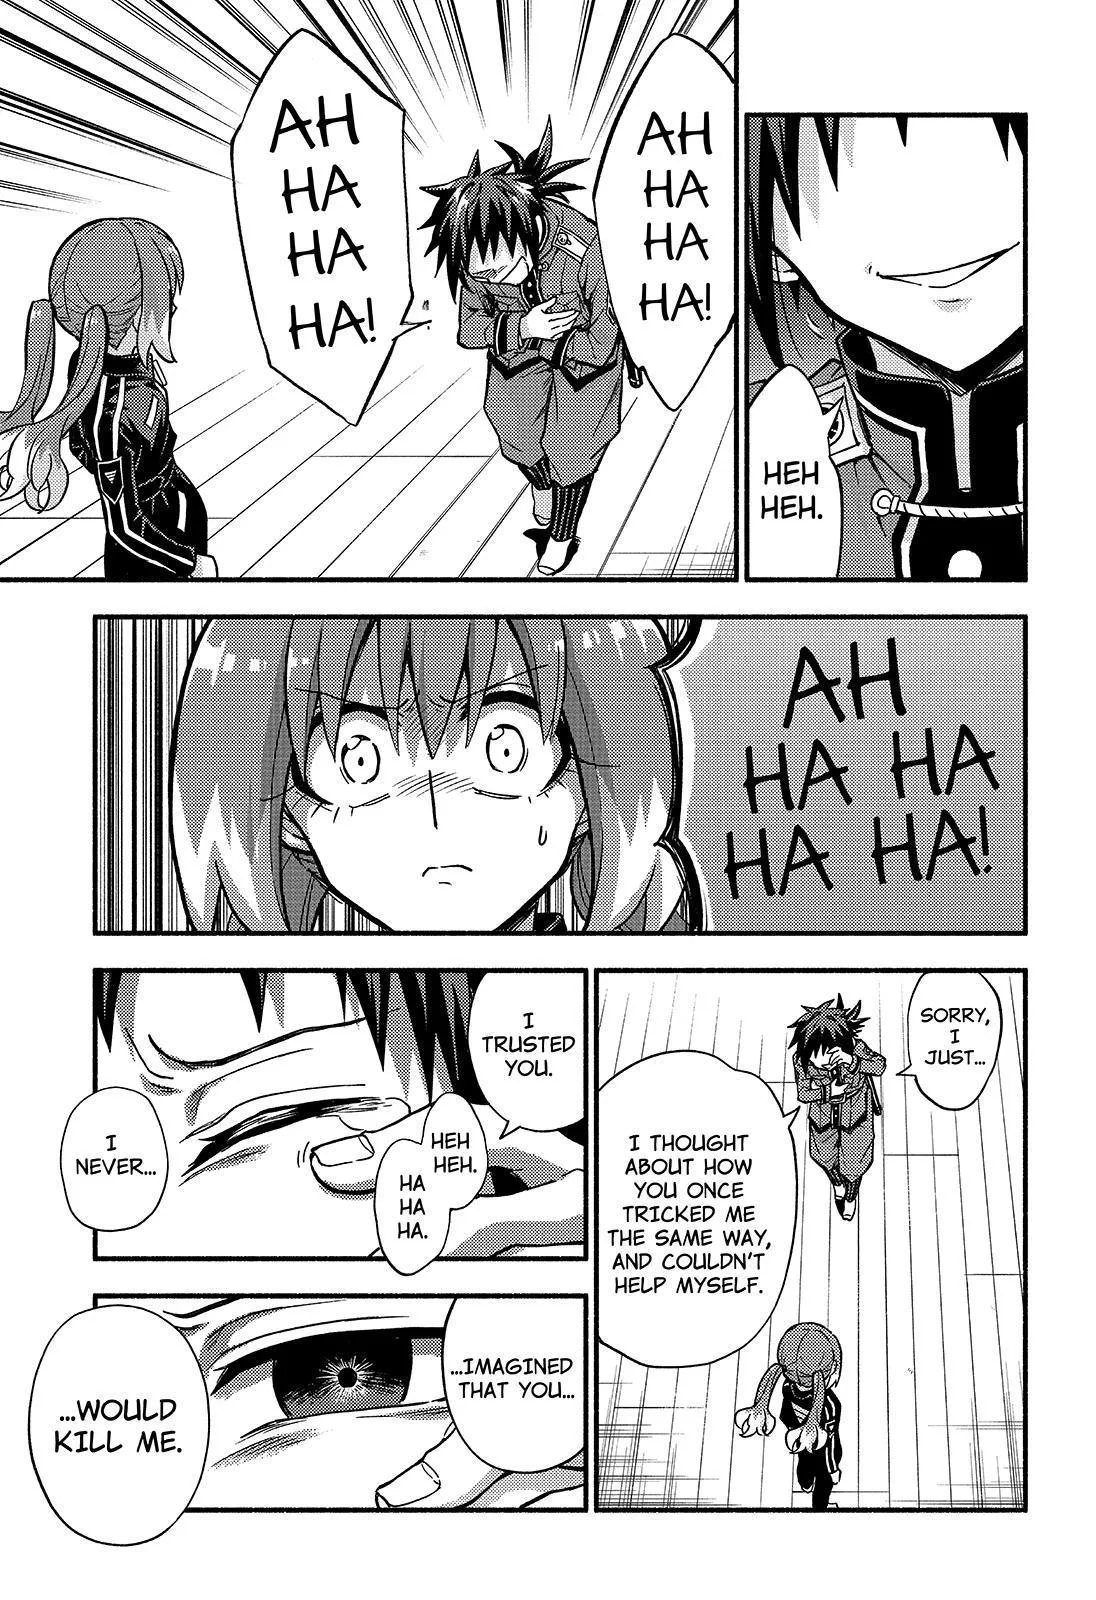 HEH
HEH.
AH
HA
HA
HA!
AH
HA
HA
HA!
AH
HA HA
HA HA!
SORRY,
I
JUST...
I THOUGHT
ABOUT HOW
YOU ONCE
TRICKED ME
THE SAME WAY,
AND COULDN'T
HELP MYSELF.
I
TRUSTED
YOU.
HEH
HEH.
HA
HA
HA.
I
NEVER...
...IMAGINED
THAT YOU...
...WOULD
KILL ME.